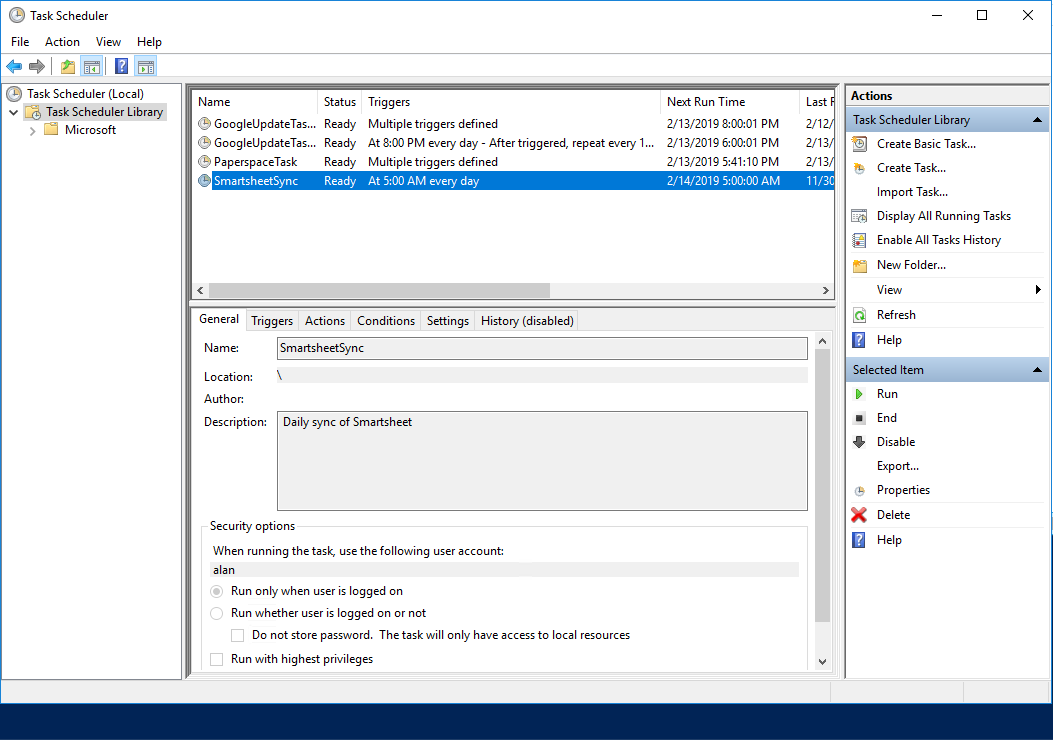 Task Scheduler
File Action View Help
Task Scheduler (Local)
Task Scheduler Library
Microsoft
Name Status Triggers Next Run Time Last R
GoogleUpdateTas... Ready Multiple triggers defined 2/13/2019 8:00:01 PM 2/12/
GoogleUpdateTas... Ready At 8:00 PM every day - After triggered, repeat every 1... 2/13/2019 6:00:01 PM 2/13/
PaperspaceTask Ready Multiple triggers defined 2/13/2019 5:41:10 PM 2/13/
SmartsheetSync Ready At 5:00 AM every day 2/14/2019 5:00:00 AM 11/30
General Triggers Actions Conditions Settings History (disabled)
Name: SmartsheetSync
Location: \
Author:
Description: Daily sync of Smartsheet
Security options
When running the task, use the following user account:
alan
Run only when user is logged on
Run whether user is logged on or not
Do not store password. The task will only have access to local resources
Run with highest privileges
Actions
Task Scheduler Library
Create Basic Task...
Create Task...
Import Task...
Display All Running Tasks
Enable All Tasks History
New Folder...
View
Refresh
Help
Selected Item
Run
End
Disable
Export...
Properties
Delete
Help